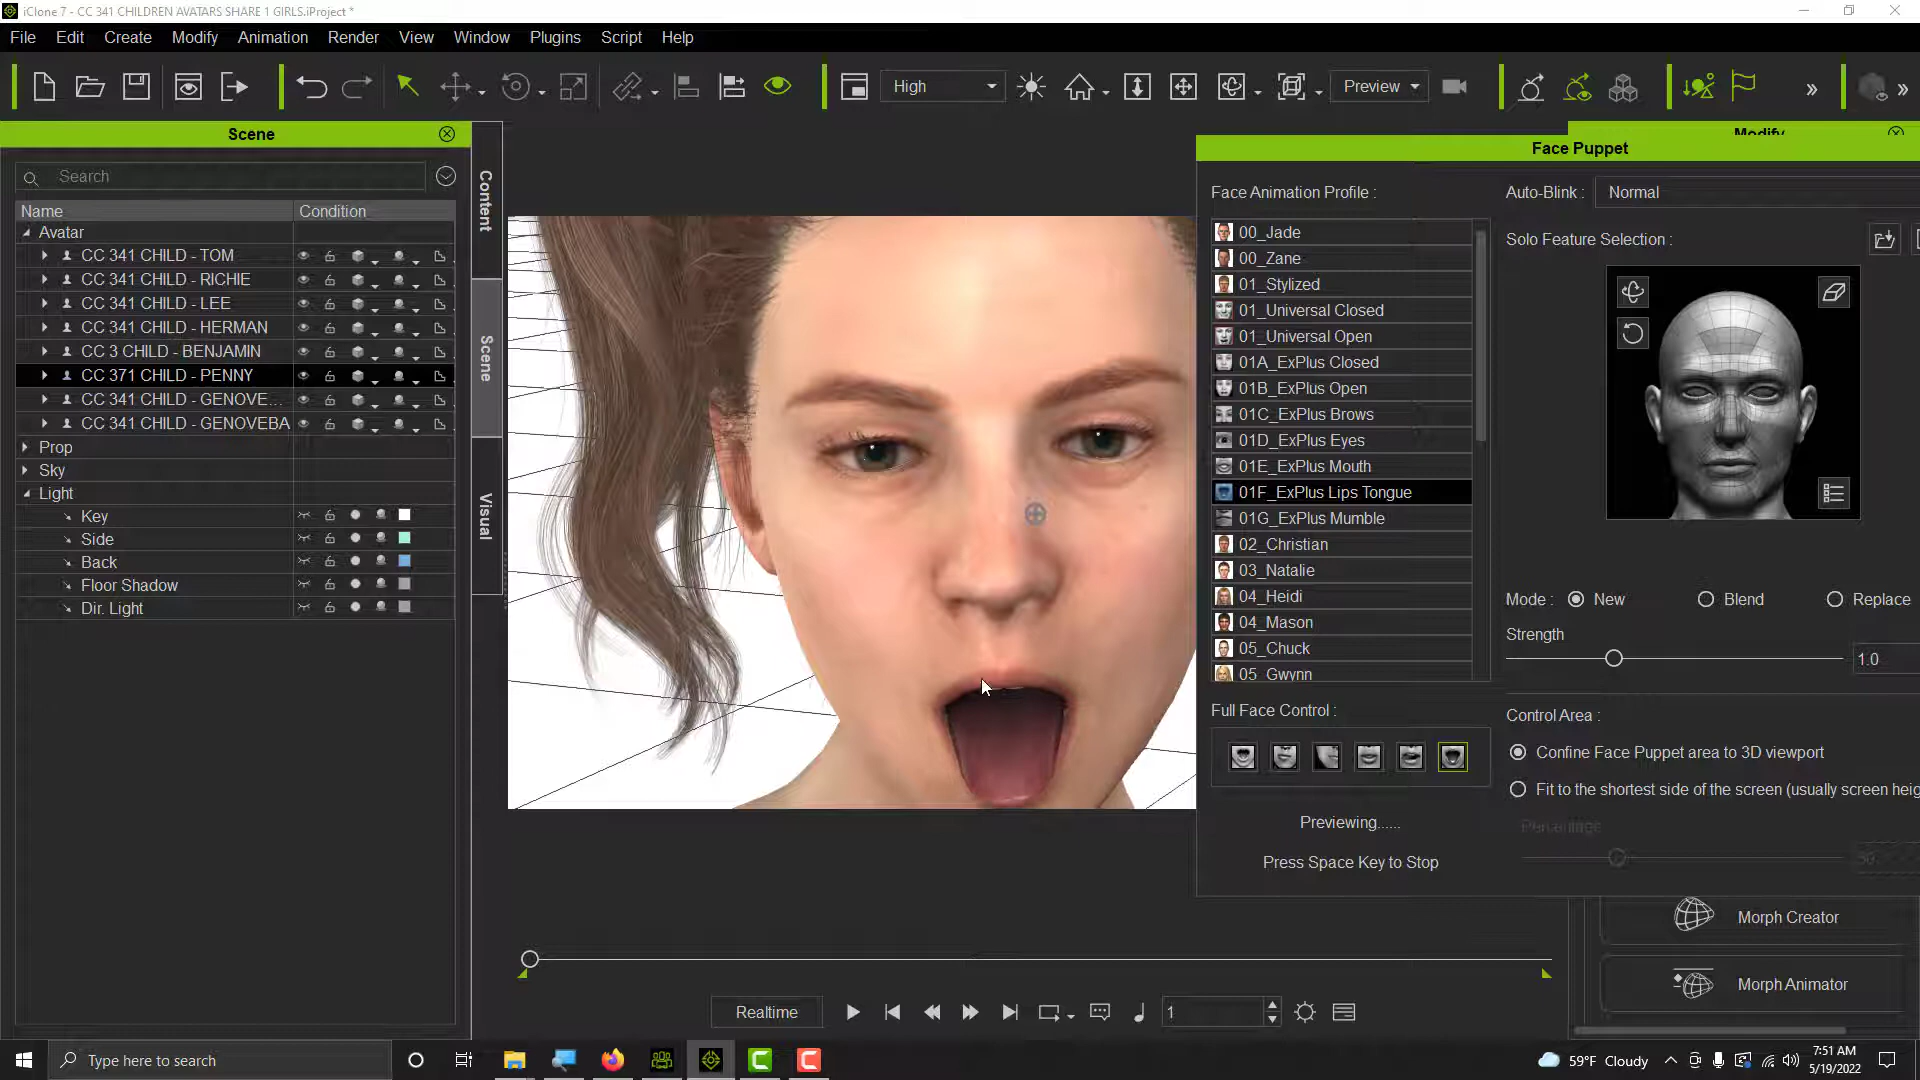 iClone 7 - CC 341 CHILDREN AVATARS SHARE 1 GIRLS.iProject *
File Edit Create Modify Animation Render View Window Plugins Script Help
High
Preview
Scene
Modify
Face Puppet
Search
Name Condition
Avatar
CC 341 CHILD - TOM
CC 341 CHILD - RICHIE
CC 341 CHILD - LEE
CC 341 CHILD - HERMAN
CC 3 CHILD - BENJAMIN
CC 371 CHILD - PENNY
CC 341 CHILD - GENOVE...
CC 341 CHILD - GENOVEBA
Prop
Sky
Light
Key
Side
Back
Floor Shadow
Dir. Light
Content
Scene
Visual
Face Animation Profile :
00_Jade
00_Zane
01_Stylized
01_Universal Closed
01_Universal Open
01A_ExPlus Closed
01B_ExPlus Open
01C_ExPlus Brows
01D_ExPlus Eyes
01E_ExPlus Mouth
01F_ExPlus Lips Tongue
01G_ExPlus Mumble
02_Christian
03_Natalie
04_Heidi
04_Mason
05_Chuck
05_Gwynn
Full Face Control :
Previewing......
Press Space Key to Stop
Auto-Blink : Normal
Solo Feature Selection :
Mode : New Blend Replace
Strength
1.0
Control Area :
Confine Face Puppet area to 3D viewport
Fit to the shortest side of the screen (usually screen heig
Percentage
50
Morph Creator
Morph Animator
Realtime
1
Type here to search
59°F Cloudy
7:51 AM
5/19/2022